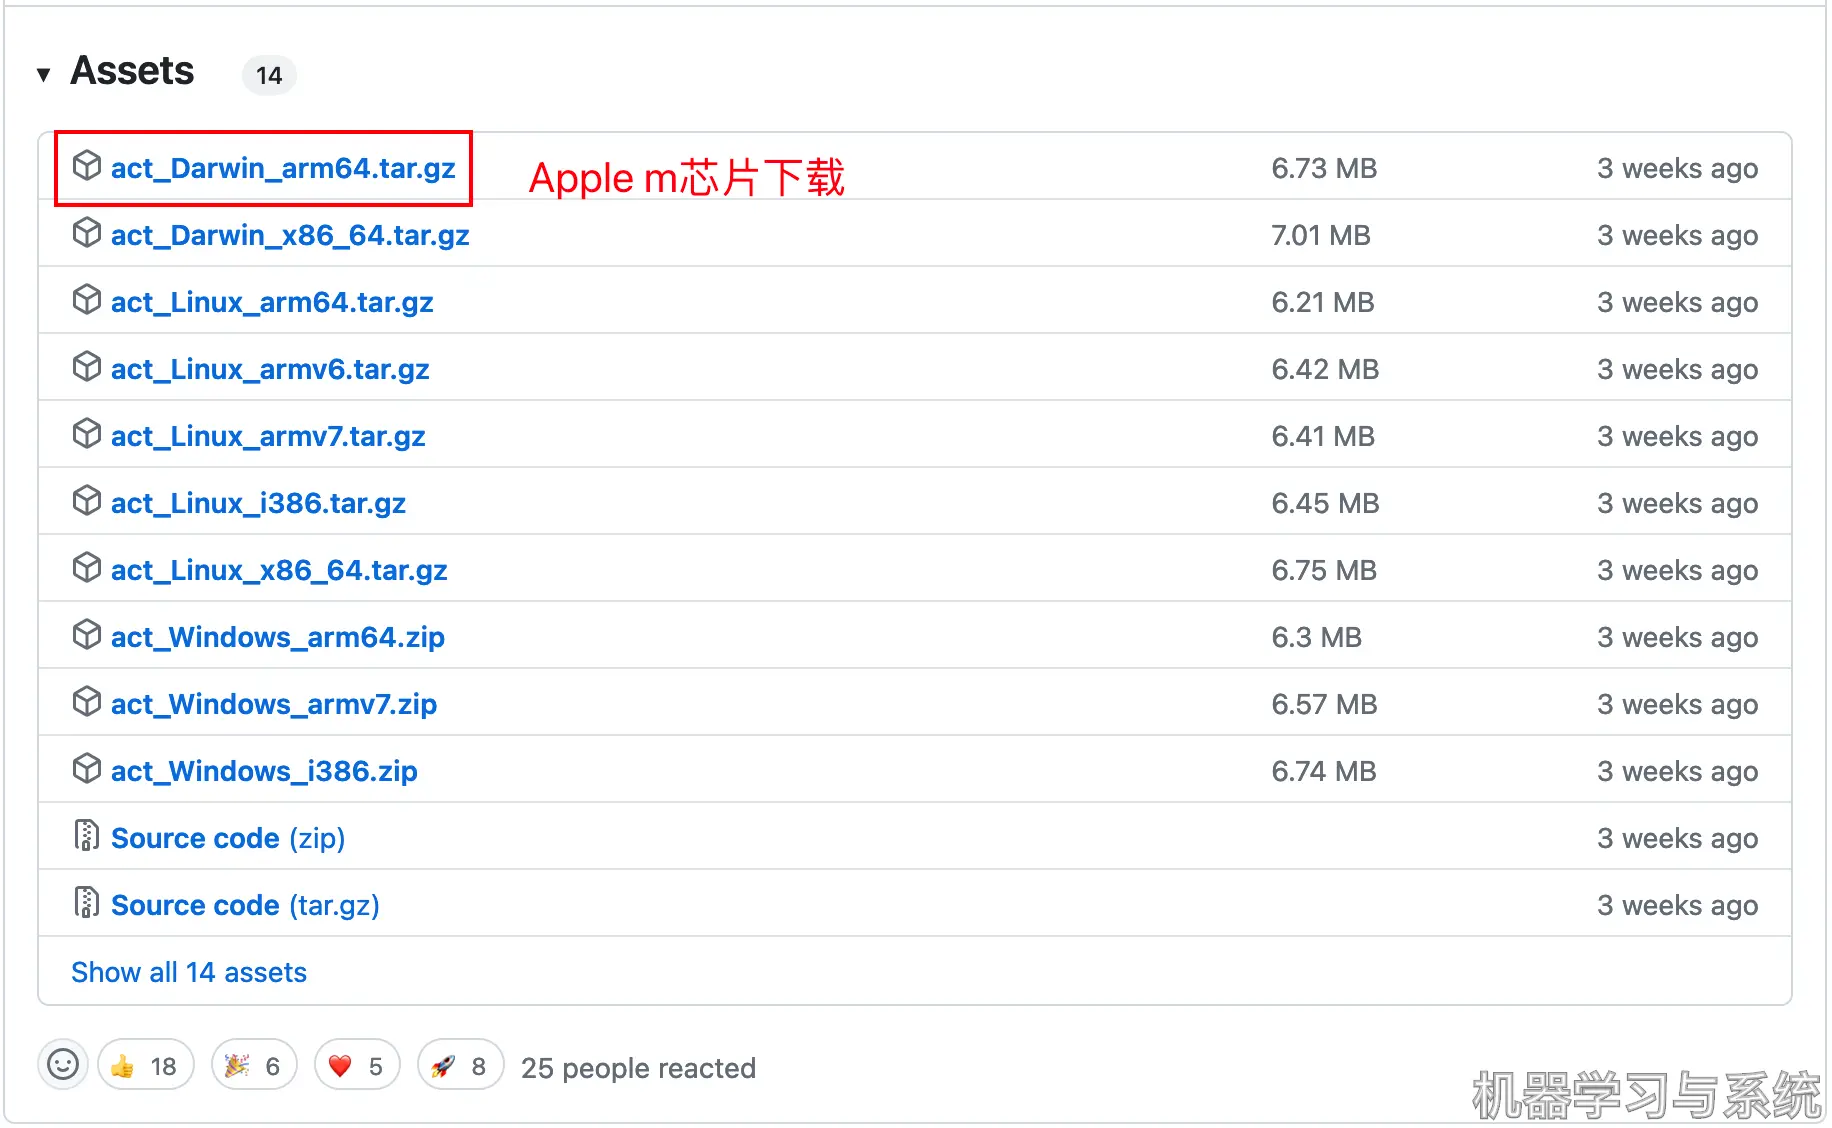 Assets 14
act_Darwin_arm64.tar.gz Apple m芯片下载 6.73 MB 3 weeks ago
act_Darwin_x86_64.tar.gz 7.01 MB 3 weeks ago
act_Linux_arm64.tar.gz 6.21 MB 3 weeks ago
act_Linux_armv6.tar.gz 6.42 MB 3 weeks ago
act_Linux_armv7.tar.gz 6.41 MB 3 weeks ago
act_Linux_i386.tar.gz 6.45 MB 3 weeks ago
act_Linux_x86_64.tar.gz 6.75 MB 3 weeks ago
act_Windows_arm64.zip 6.3 MB 3 weeks ago
act_Windows_armv7.zip 6.57 MB 3 weeks ago
act_Windows_i386.zip 6.74 MB 3 weeks ago
Source code (zip) 3 weeks ago
Source code (tar.gz) 3 weeks ago
Show all 14 assets
👍 18 🎉 6 ❤️ 5 🚀 8 25 people reacted
机器学习与系统